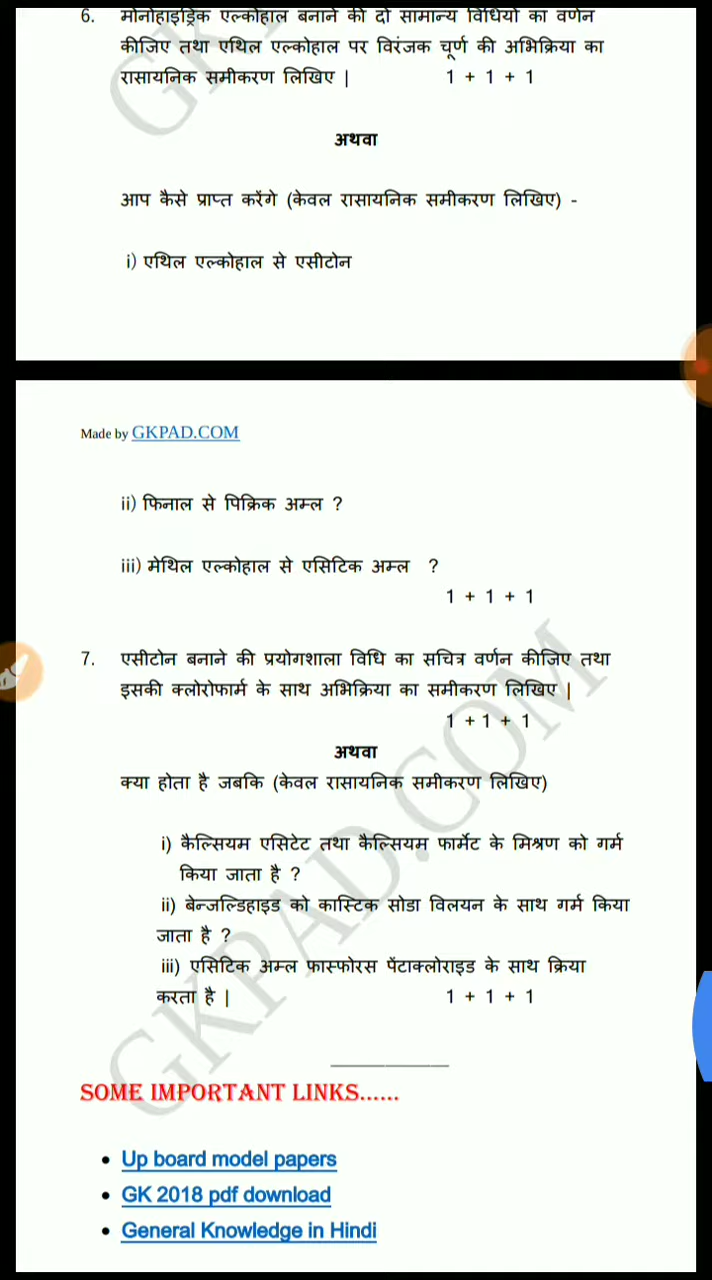 6. मोनोहाइड्रिक एल्कोहाल बनाने की दो सामान्य विधियों का वर्णन
कीजिए तथा एथिल एल्कोहाल पर विरंजक चूर्ण की अभिक्रिया का
रासायनिक समीकरण लिखिए | 1 + 1 + 1
अथवा
आप कैसे प्राप्त करेंगे (केवल रासायनिक समीकरण लिखिए) -
i) एथिल एल्कोहाल से एसीटोन
Made by GKPAD.COM
ii) फिनाल से पिक्रिक अम्ल ?
iii) मेथिल एल्कोहाल से एसिटिक अम्ल ?
1 + 1 + 1
7. एसीटोन बनाने की प्रयोगशाला विधि का सचित्र वर्णन कीजिए तथा
इसकी क्लोरोफार्म के साथ अभिक्रिया का समीकरण लिखिए |
1 + 1 + 1
अथवा
क्या होता है जबकि (केवल रासायनिक समीकरण लिखिए)
i) कैल्सियम एसिटेट तथा कैल्सियम फार्मेट के मिश्रण को गर्म
किया जाता है ?
ii) बेन्जल्डिहाइड को कास्टिक सोडा विलयन के साथ गर्म किया
जाता है ?
iii) एसिटिक अम्ल फास्फोरस पेंटाक्लोराइड के साथ क्रिया
करता है | 1 + 1 + 1
GKPAD.COM
SOME IMPORTANT LINKS......
• Up board model papers
• GK 2018 pdf download
• General Knowledge in Hindi